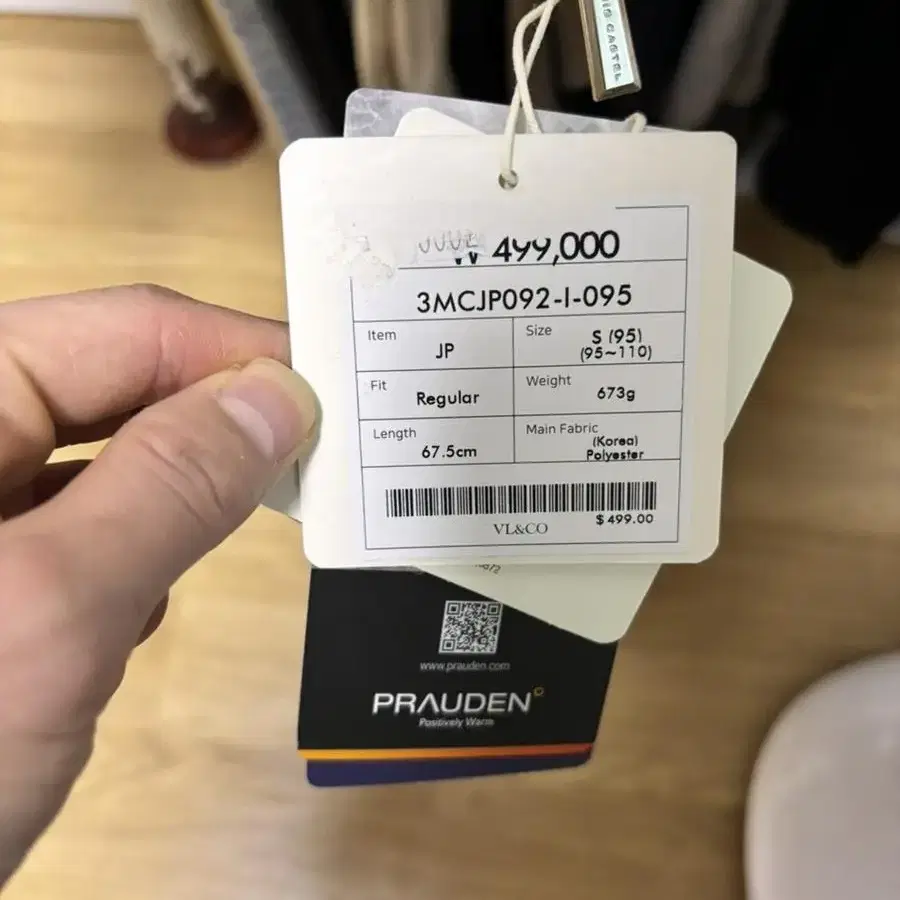 CASTEL
₩ 499,000
3MCJP092-I-095
Item
JP
Size
S (95)
(95~110)
Fit
Regular
Weight
673g
Length
67.5cm
Main Fabric
(Korea)
Polyester
VL&CO
$ 499.00
www.prauden.com
PRAUDEN
Positively Warm